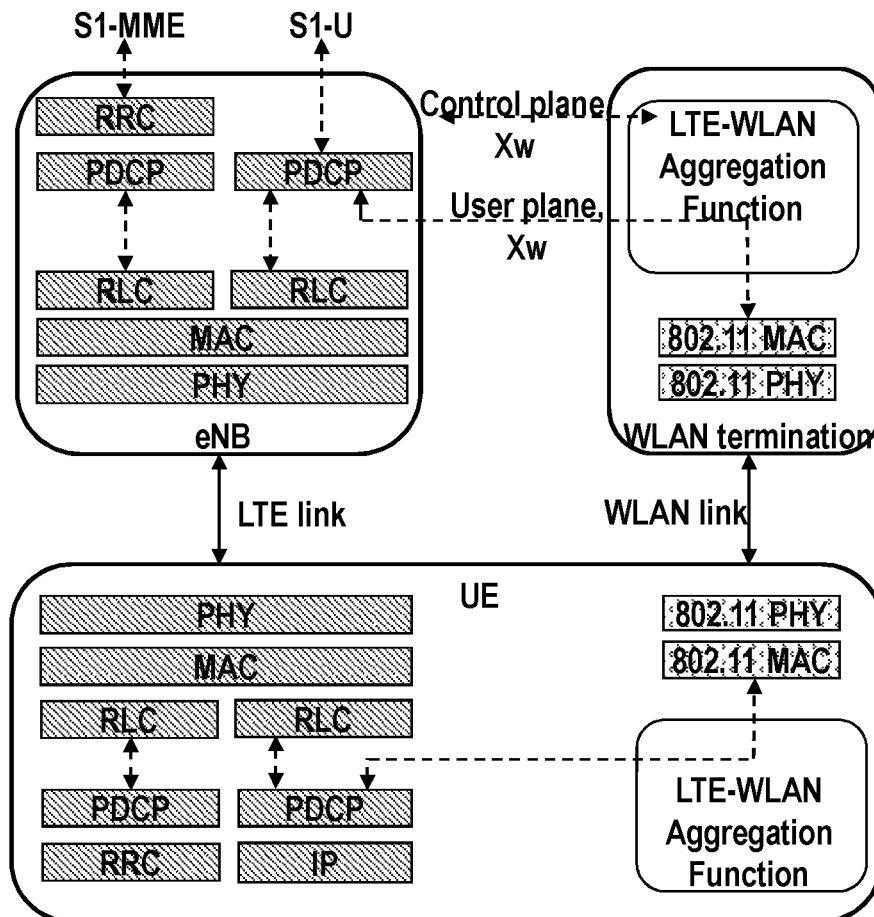 S1-MME
S1-U
RRC
PDCP
PDCP
RLC
RLC
MAC
PHY
eNB
Control plane,
Xw
User plane,
Xw
LTE-WLAN
Aggregation
Function
802.11 MAC
802.11 PHY
WLAN termination
LTE link
WLAN link
UE
PHY
MAC
RLC
RLC
PDCP
PDCP
RRC
IP
802.11 PHY
802.11 MAC
LTE-WLAN
Aggregation
Function